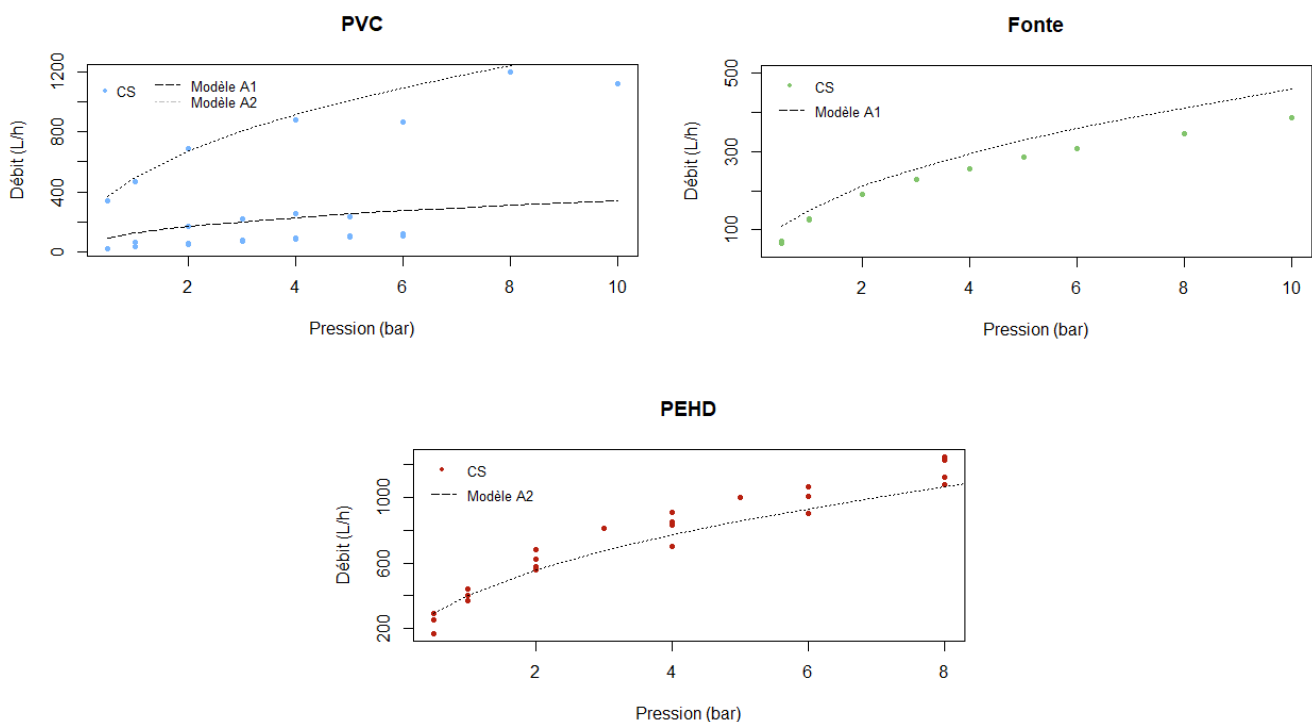 PVC
Débit (L/h)
0 400 800 1200
CS
Modèle A1
Modèle A2
2 4 6 8 10
Pression (bar)
Fonte
Débit (L/h)
100 300 500
CS
Modèle A1
2 4 6 8 10
Pression (bar)
PEHD
Débit (L/h)
200 600 1000
CS
Modèle A2
2 4 6 8
Pression (bar)